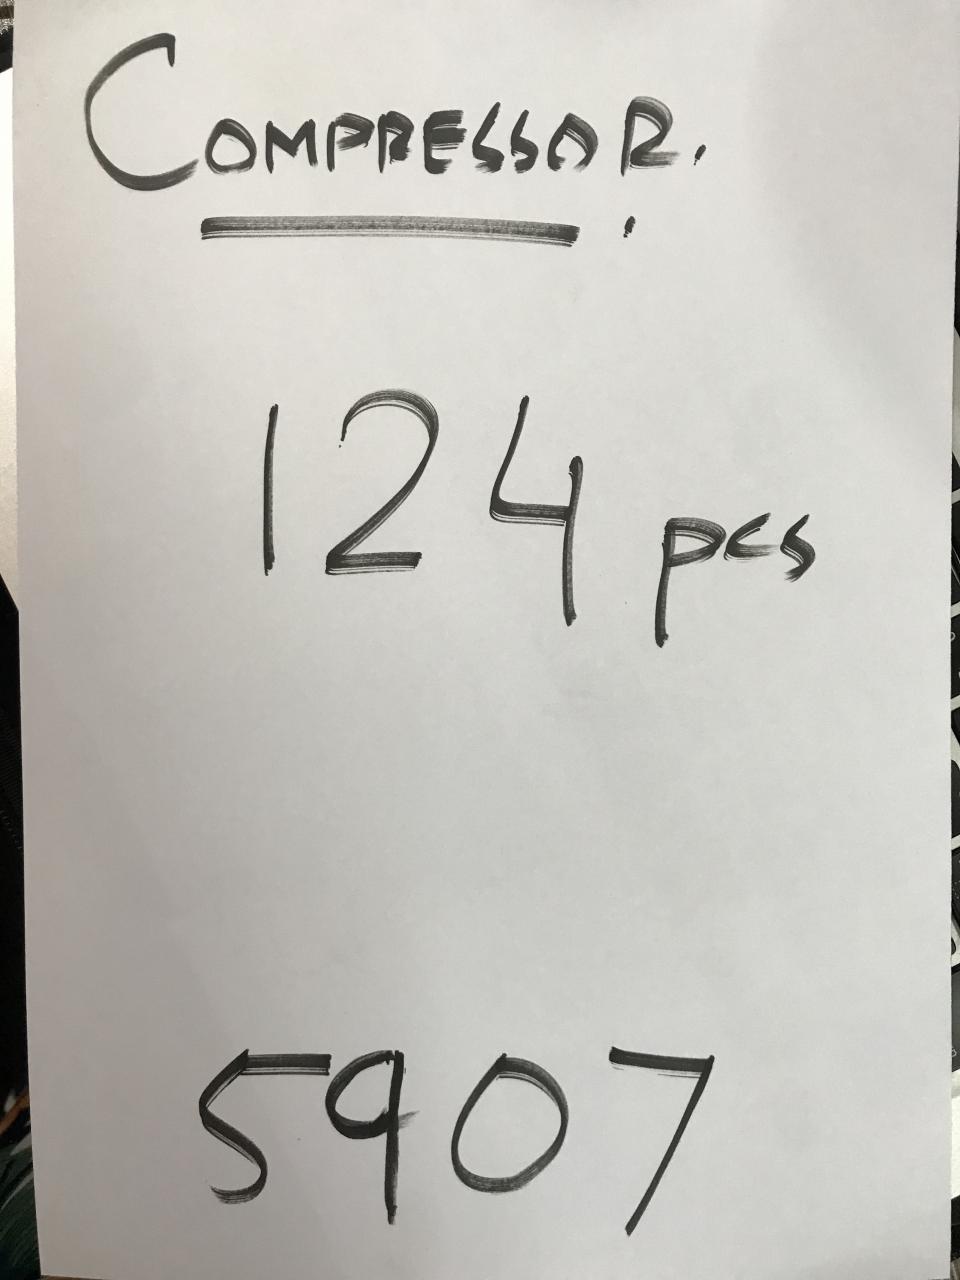 COMPRESSOR.
124 pcs
5907